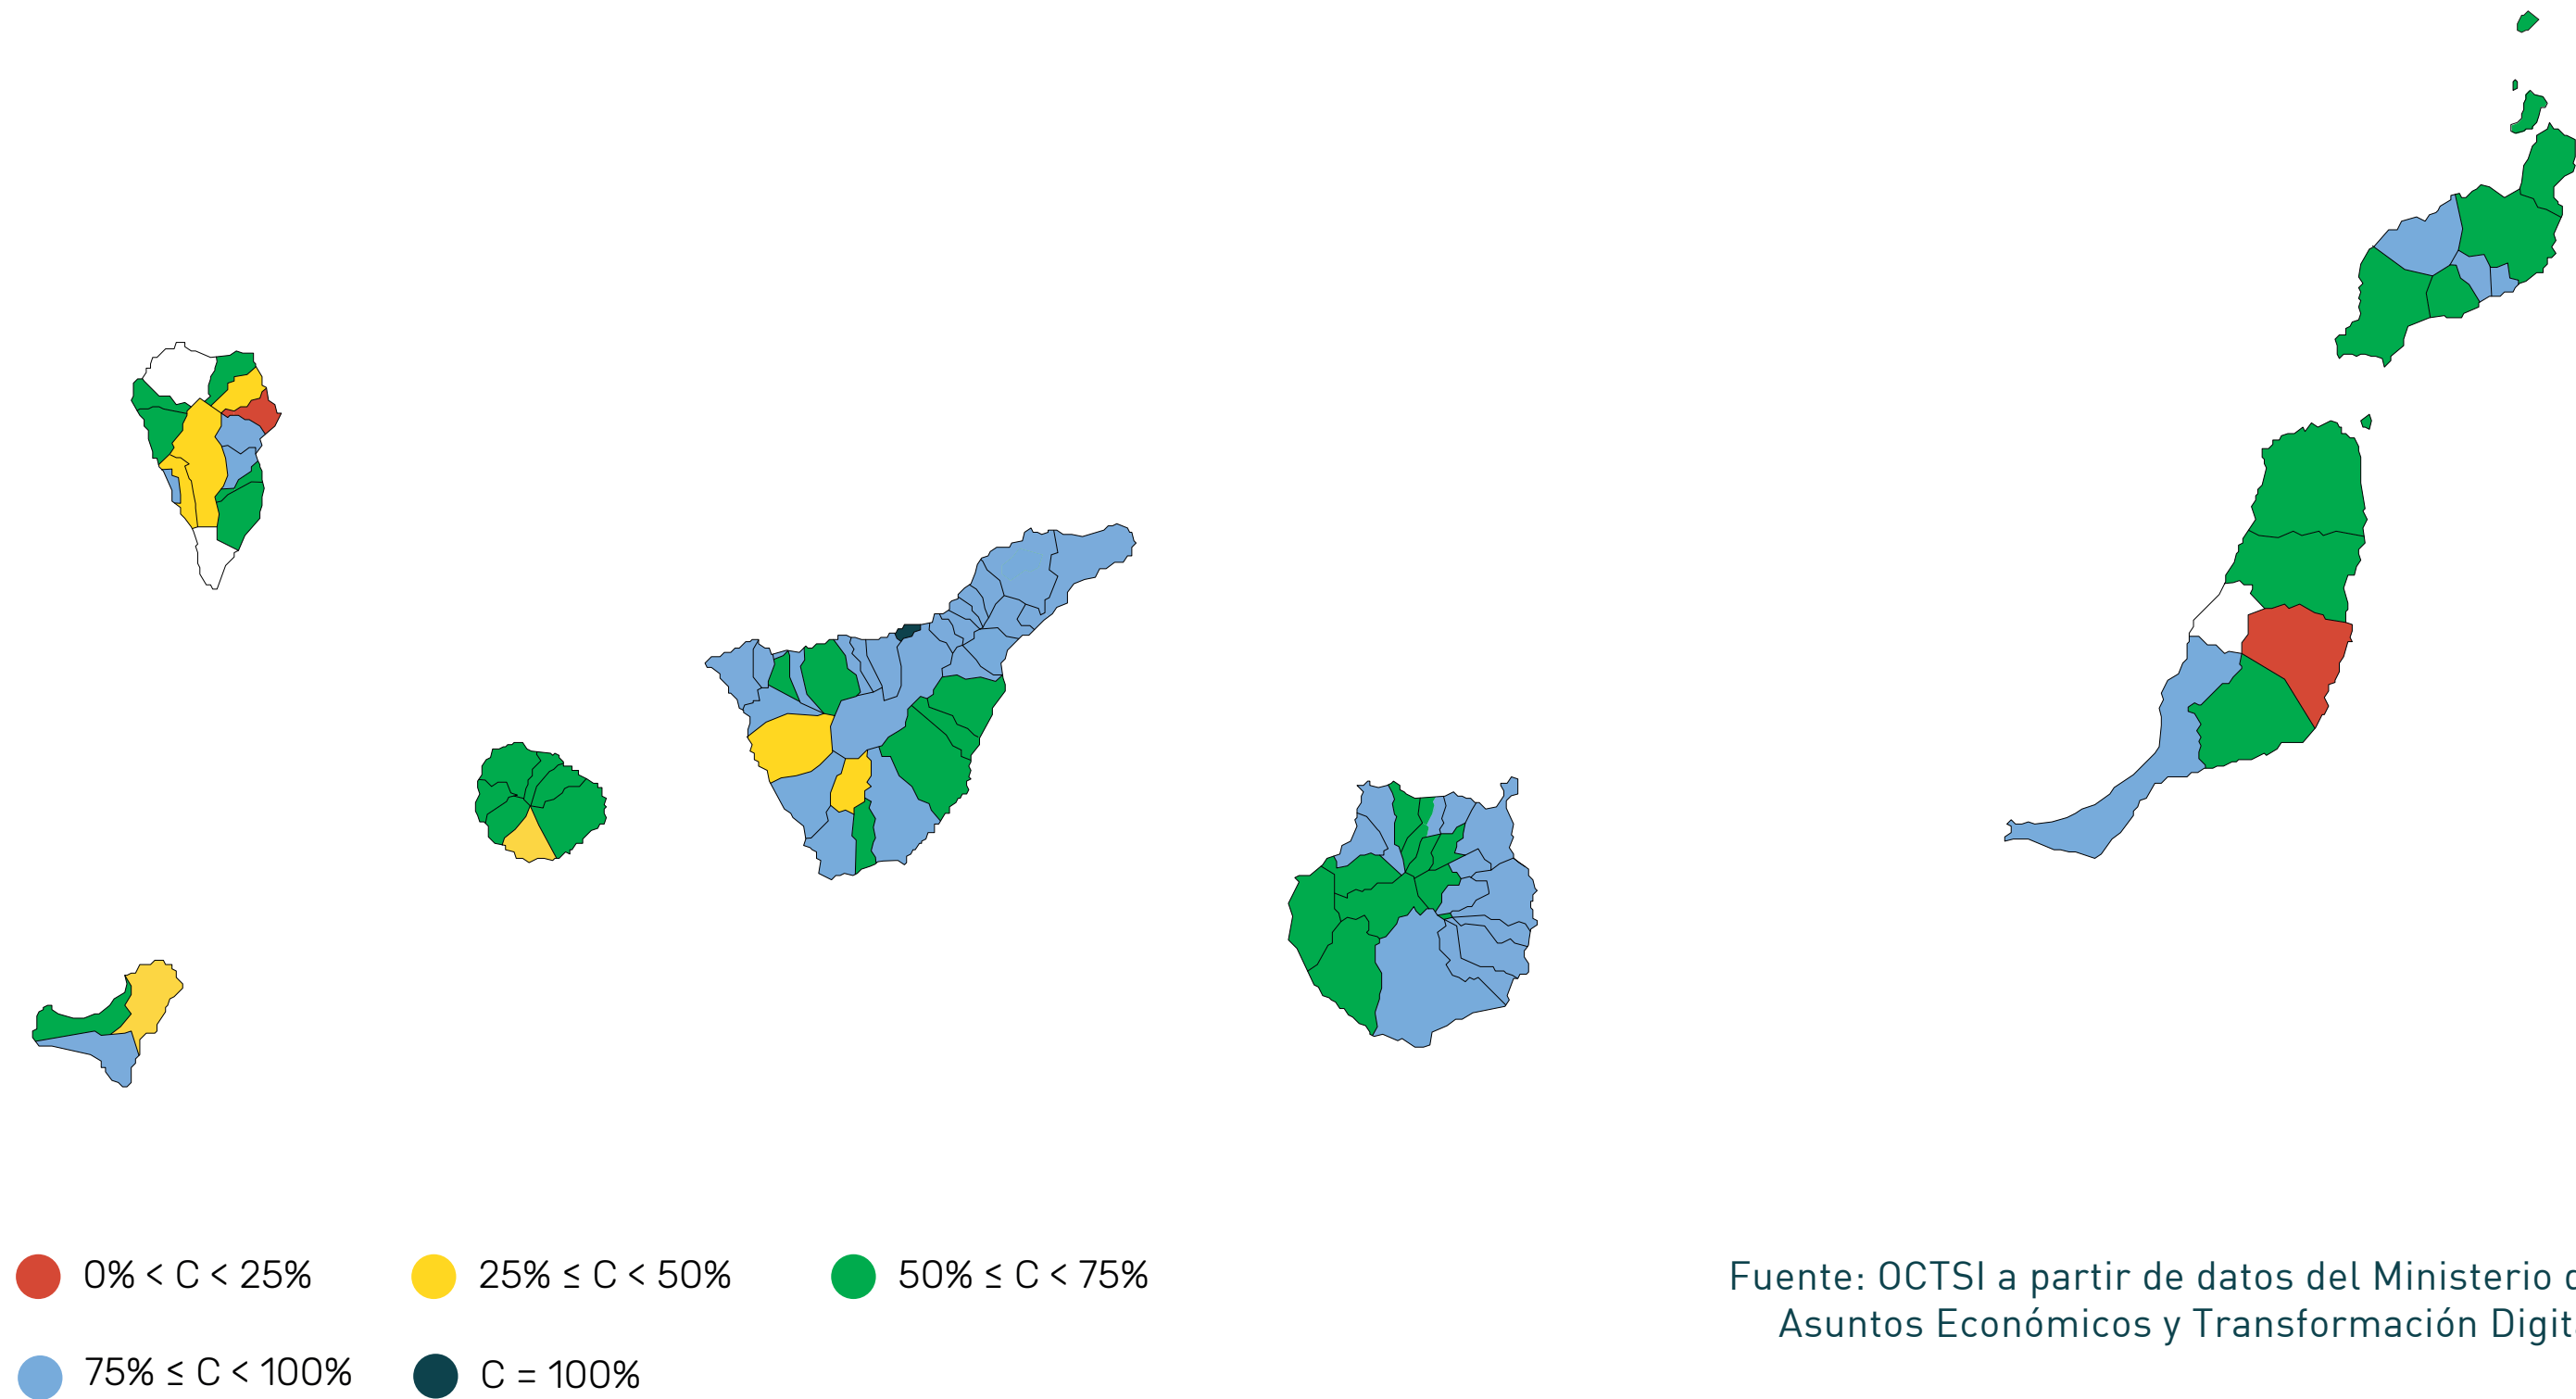 0% < C < 25%
25% ≤ C < 50%
50% ≤ C < 75%
75% ≤ C < 100%
C = 100%
Fuente: OCTSI a partir de datos del Ministerio
Asuntos Económicos y Transformación